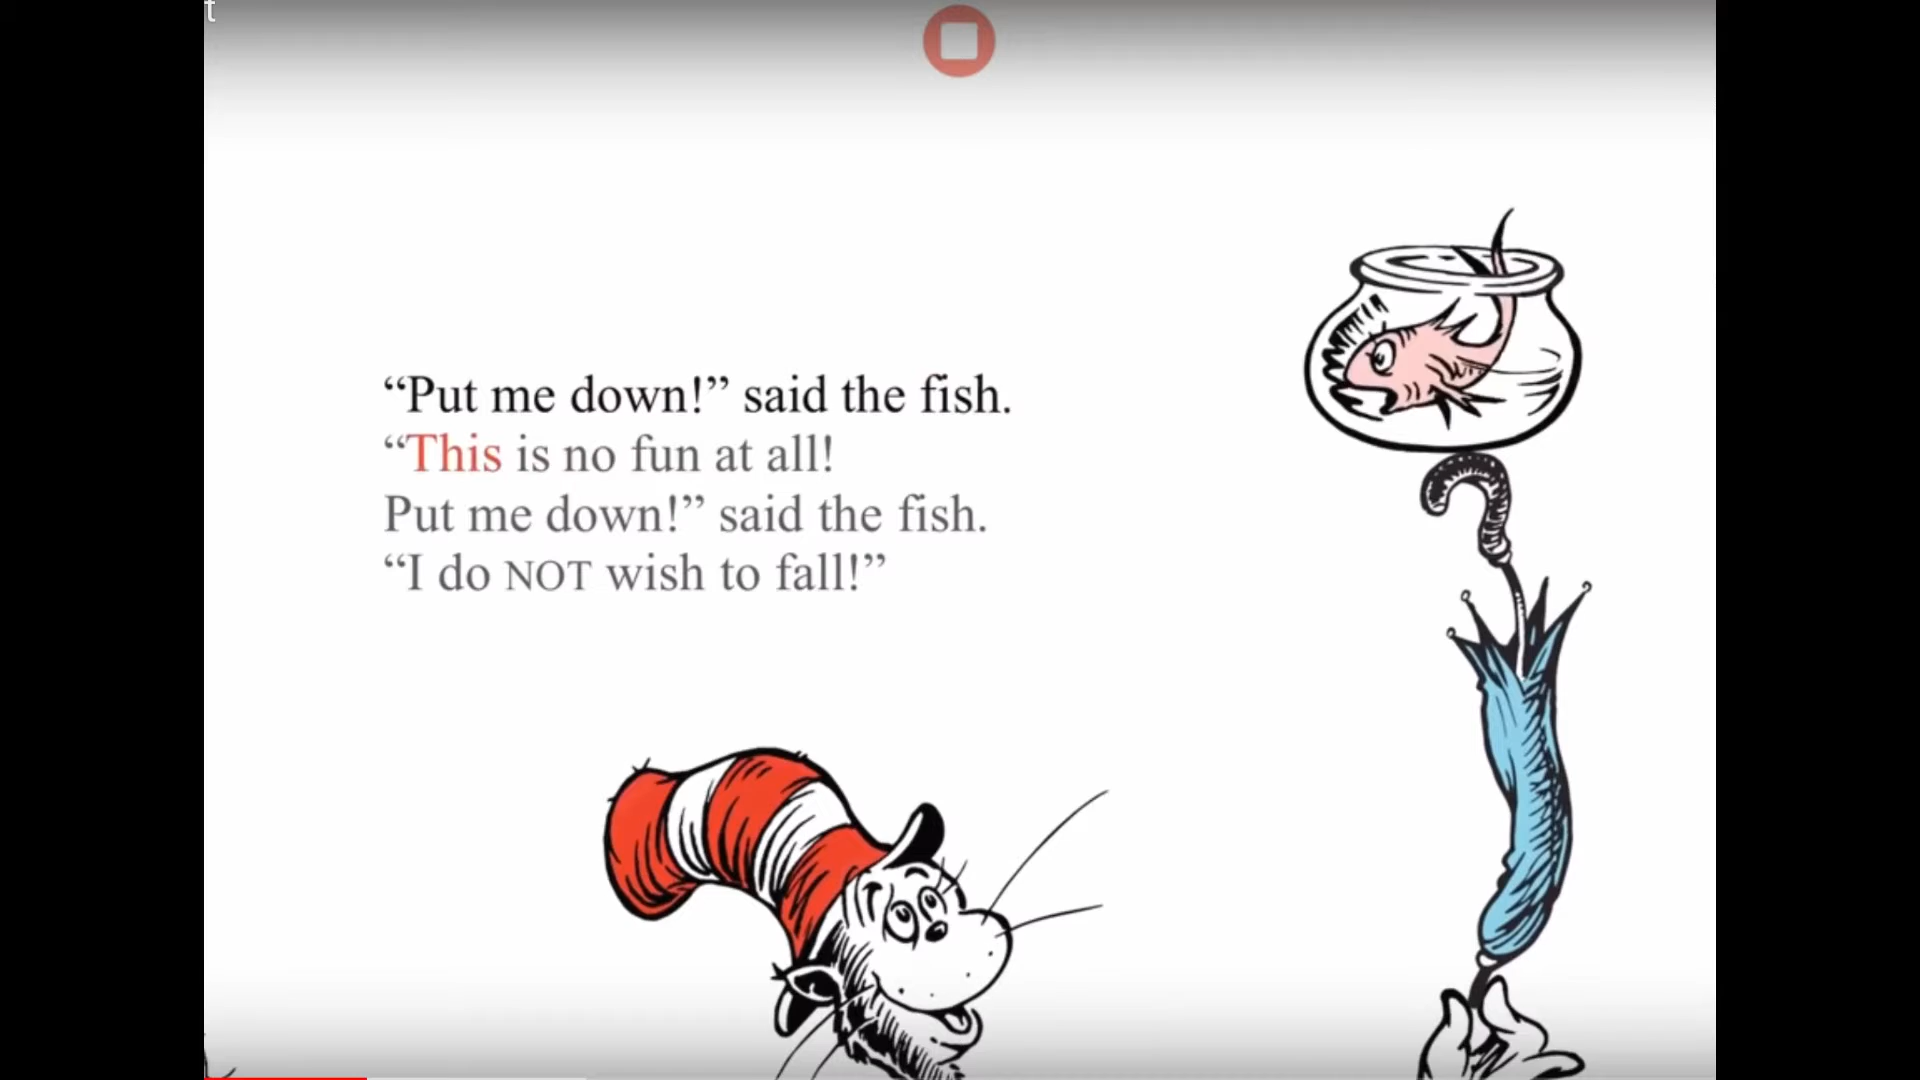 t
“Put me down!” said the fish.
“This is no fun at all!
Put me down!” said the fish.
“I do NOT wish to fall!”